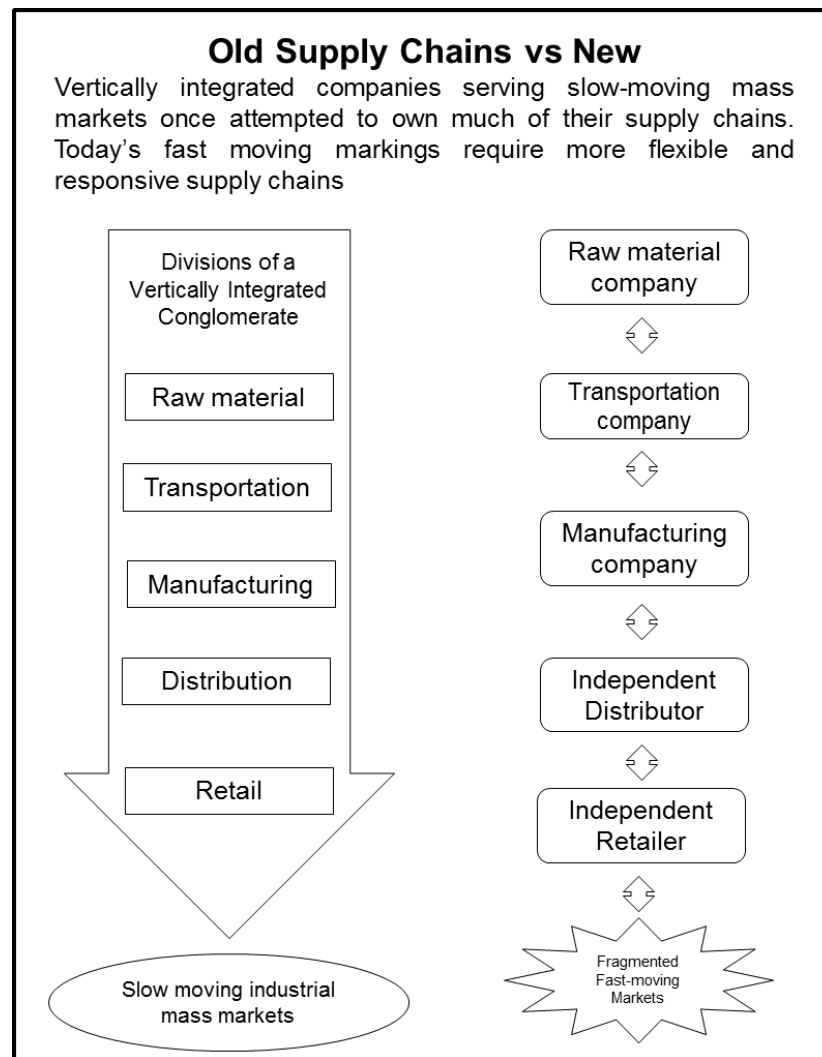 Old Supply Chains vs New
Vertically integrated companies serving slow-moving mass
markets once attempted to own much of their supply chains.
Today's fast moving markings require more flexible and
responsive supply chains
Divisions of a
Vertically Integrated
Conglomerate
Raw material
Transportation
Manufacturing
Distribution
Retail
Slow moving industrial
mass markets
Raw material
company
Transportation
company
Manufacturing
company
Independent
Distributor
Independent
Retailer
Fragmented
Fast-moving
Markets